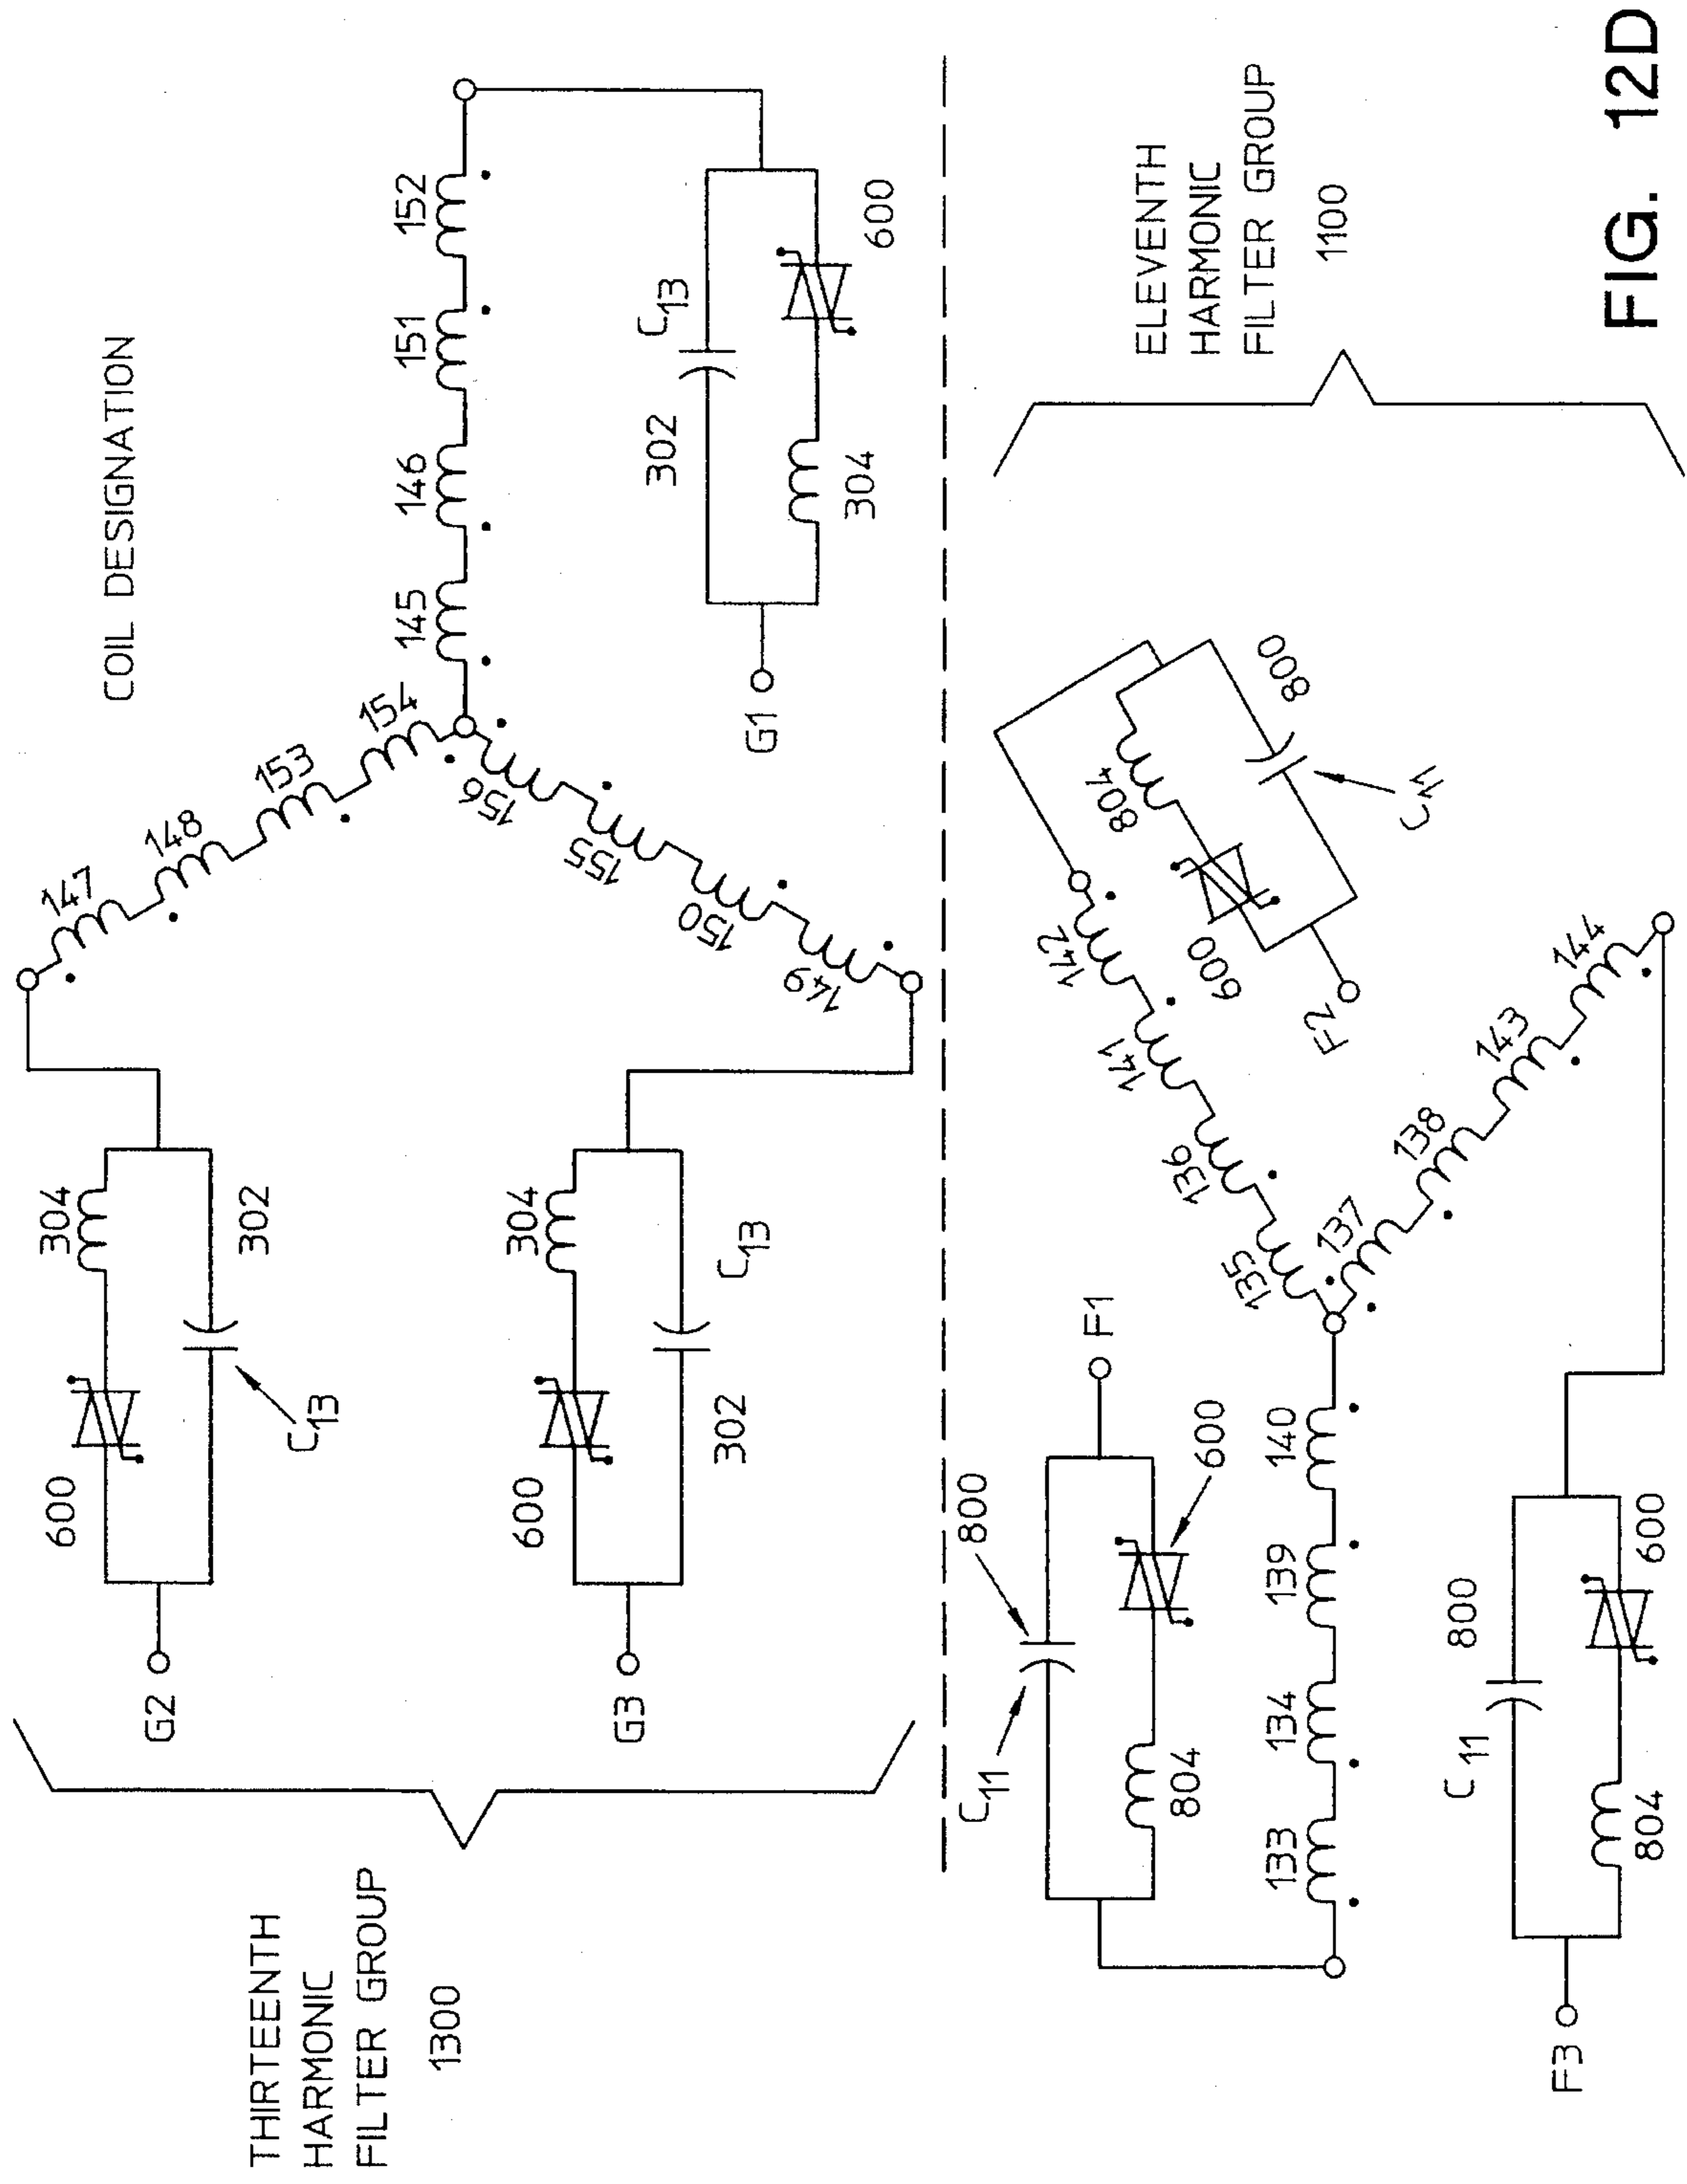 THIRTEENTH
HARMONIC
FILTER GROUP
1300
COIL DESIGNATION
G2
600
304
C13
302
147
148
153
154
G3
600
304
302
C13
156
155
150
149
145
146
151
152
G1
302
C13
304
600
C11
800
804
600
F1
133
134
139
140
135
136
141
142
F2
600
804
800
C11
137
138
143
144
F3
C11
800
804
600
ELEVENTH
HARMONIC
FILTER GROUP
1100
FIG. 12D